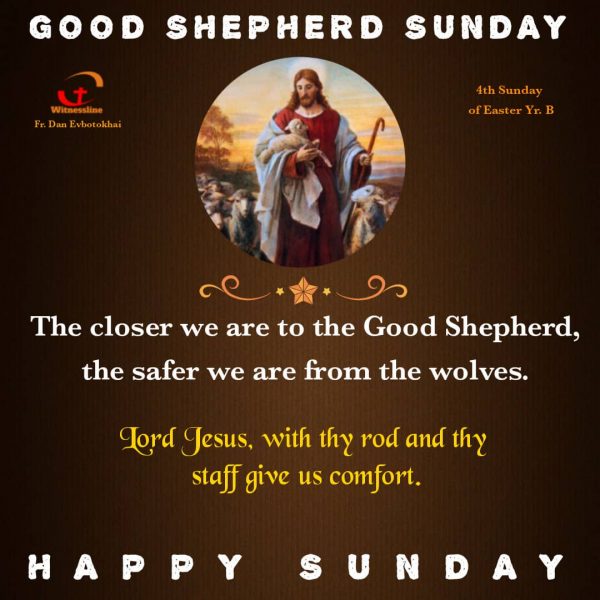 GOOD SHEPHERD SUNDAY
Witnessline
Fr. Dan Evbotokhai
4th Sunday
of Easter Yr. B
The closer we are to the Good Shepherd,
the safer we are from the wolves.
Lord Jesus, with thy rod and thy
staff give us comfort.
HAPPY SUNDAY